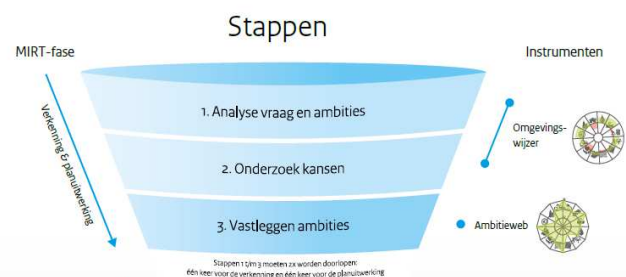 Stappen
MIRT-fase
Instrumenten
Verkenning & planuitwerking
1. Analyse vraag en ambities
2. Onderzoek kansen
3. Vastleggen ambities
Omgevings-
wijzer
Ambitieweb
Stappen 1 t/m 3 moeten 2x worden doorlopen:
één keer voor de verkenning en één keer voor de planuitwerking